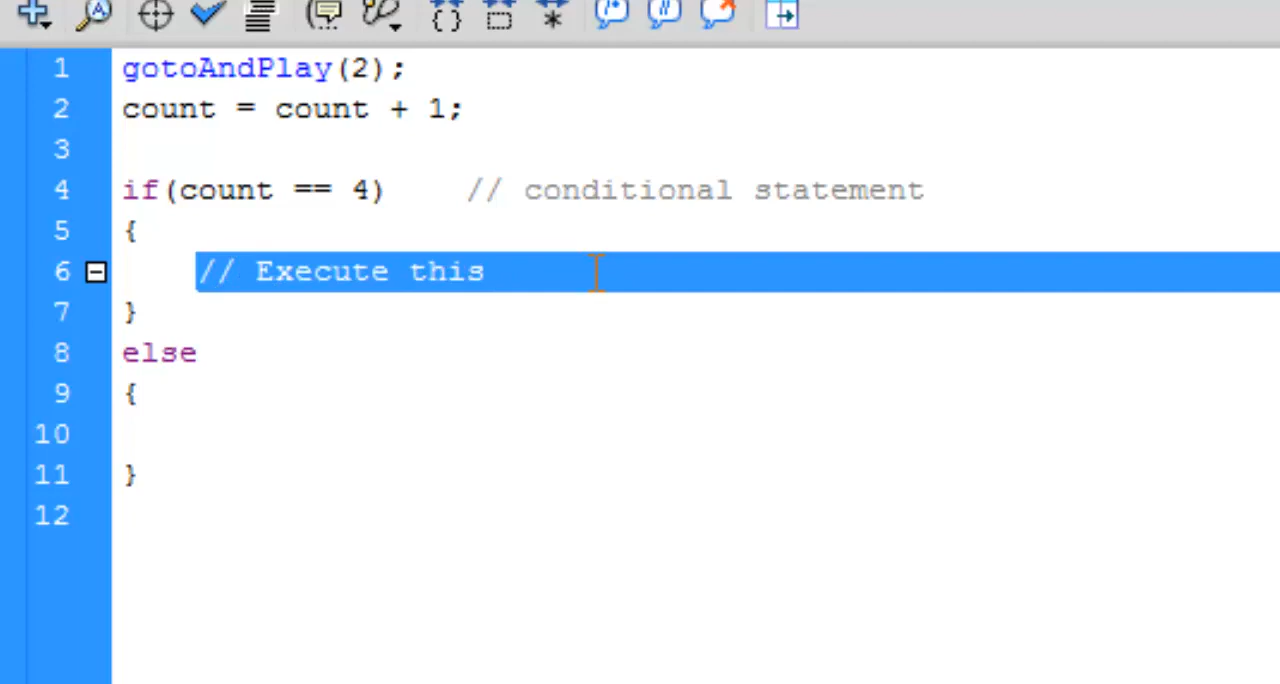 1 gotoAndPlay(2);
2 count = count + 1;
3
4 if(count == 4) // conditional statement
5 {
6 // Execute this
7 }
8 else
9 {
10
11 }
12